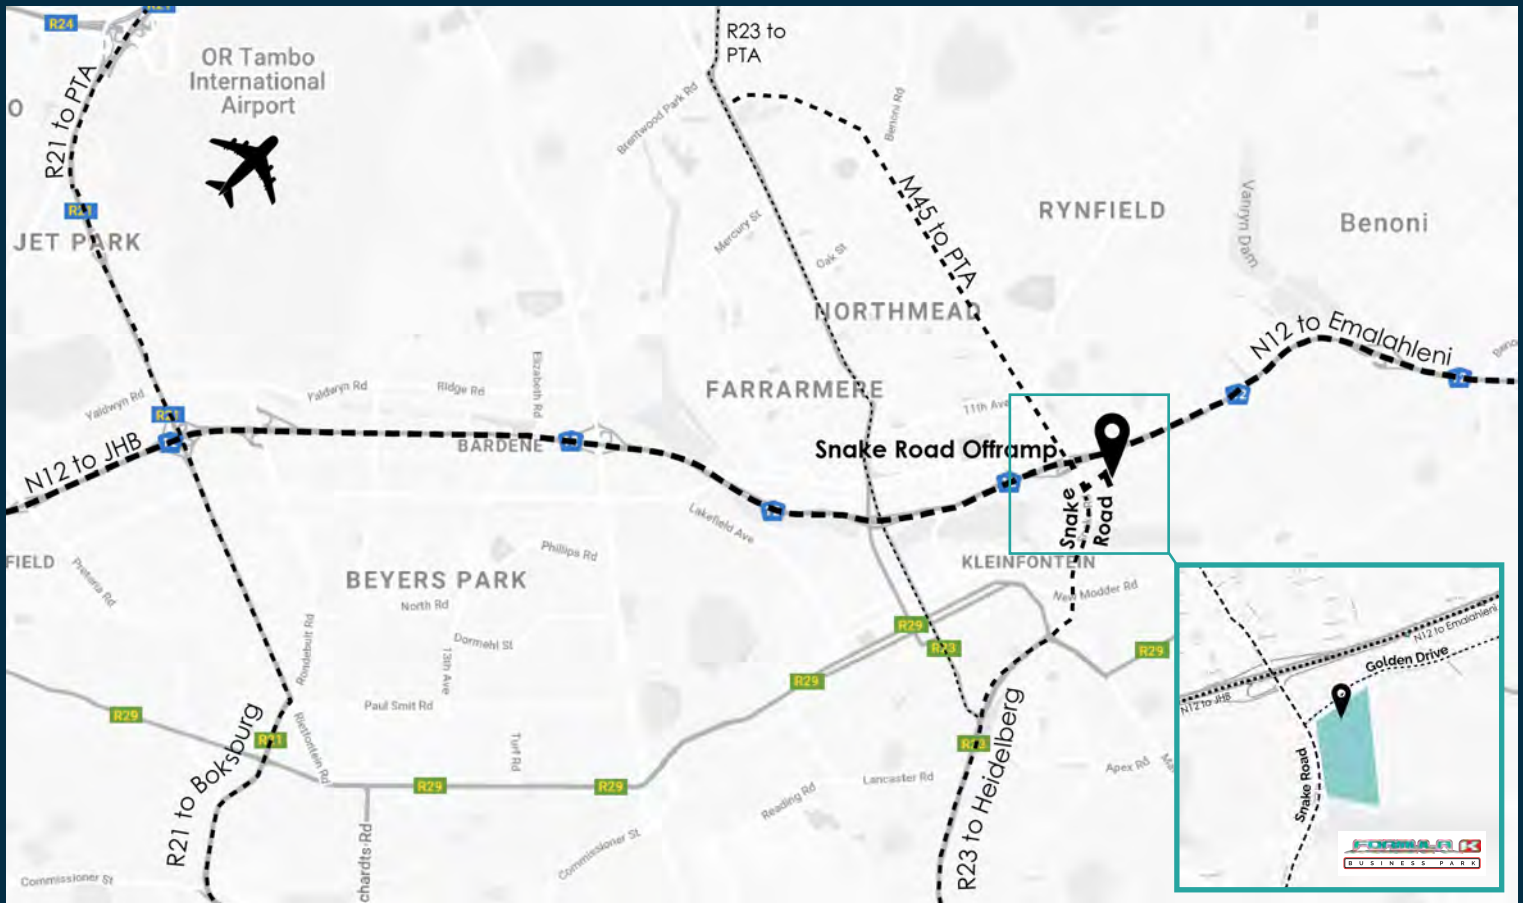 R24
R21
OR Tambo
International
Airport
R21 to PTA
R23 to
PTA
Brentwood Park Rd
Benoni Rd
M45 to PTA
RYNFIELD
Vanryn Dam
Benoni
O
R21
JET PARK
Mercury St
Oak St
NORTHMEAD
N12 to Emalahleni
Yaldwyn Rd
Yaldwyn Rd
Ridge Rd
Elizabeth Rd
FARRARMERE
11th Ave
R21
N12 to JHB
BARDENE
Snake Road Offramp
Snake
Road
Lakefield Ave
FIELD
Pretoria Rd
Phillips Rd
BEYERS PARK
KLEINFONTEIN
New Modder Rd
North Rd
Rondebult Rd
Dormehl St
13th Ave
R29
R23
R29
R29
Paul Smit Rd
R29
R21
Rietfontein Rd
Turf Rd
R23
R21 to Boksburg
R29
R29
Lancaster Rd
Apex Rd
Reading Rd
R23 to Heidelberg
Commissioner St
chardts Rd
Commissioner St
N12 to Emalahleni
Golden Drive
N12 to JHB
Snake Road
FORMULA K
BUSINESS PARK